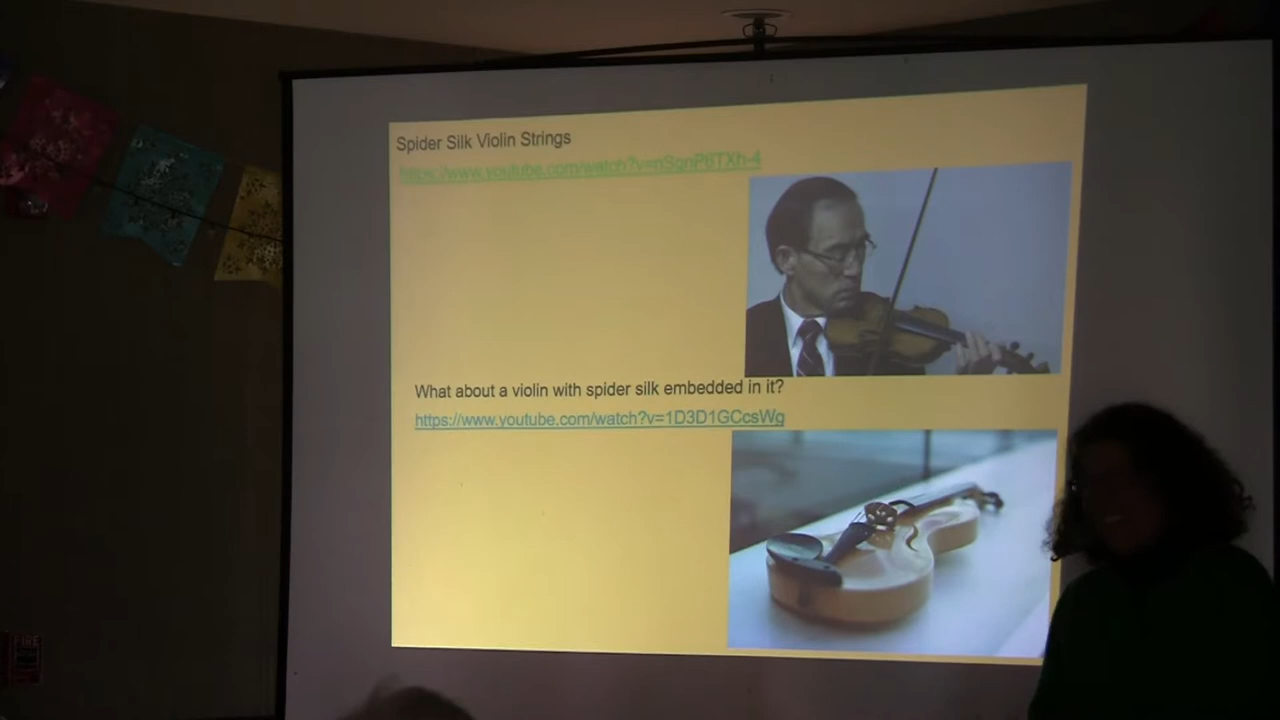 Spider Silk Violin Strings
What about a violin with spider silk embedded in it?
https://www.youtube.com/watch?v=1D3D1GCcsWg
FIRE